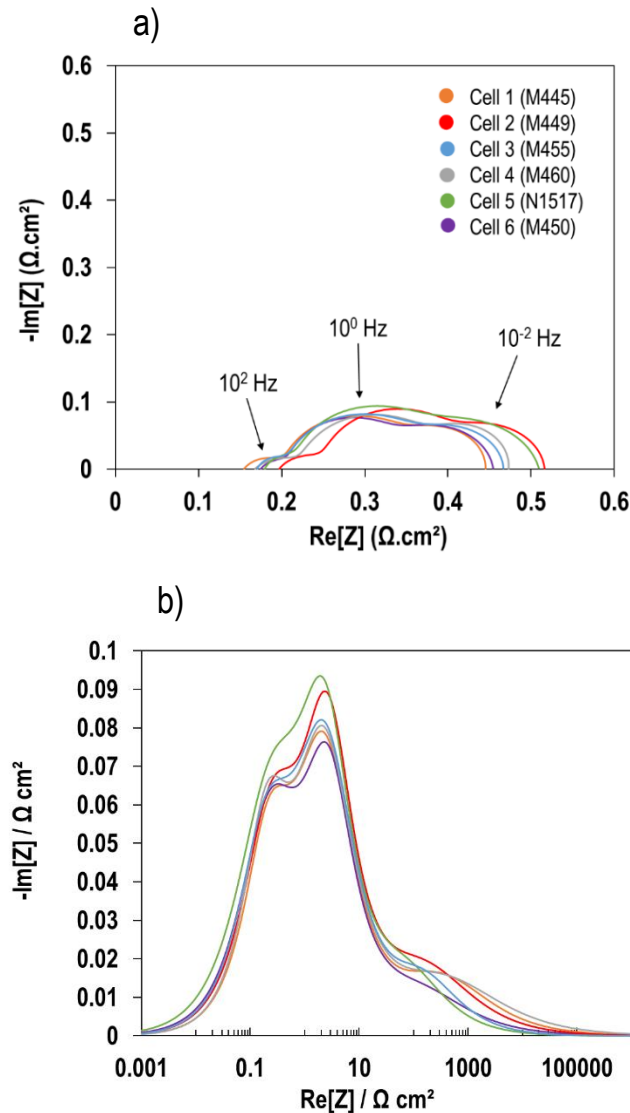 a)
0.6
0.5
0.4
0.3
0.2
0.1
0
-Im[Z] (Ω.cm²)
Cell 1 (M445)
Cell 2 (M449)
Cell 3 (M455)
Cell 4 (M460)
Cell 5 (N1517)
Cell 6 (M450)
10² Hz
10⁰ Hz
10⁻² Hz
0 0.1 0.2 0.3 0.4 0.5 0.6
Re[Z] (Ω.cm²)
b)
0.1
0.09
0.08
0.07
0.06
0.05
0.04
0.03
0.02
0.01
0
-Im[Z] / Ω cm²
0.001 0.1 10 1000 100000
Re[Z] / Ω cm²